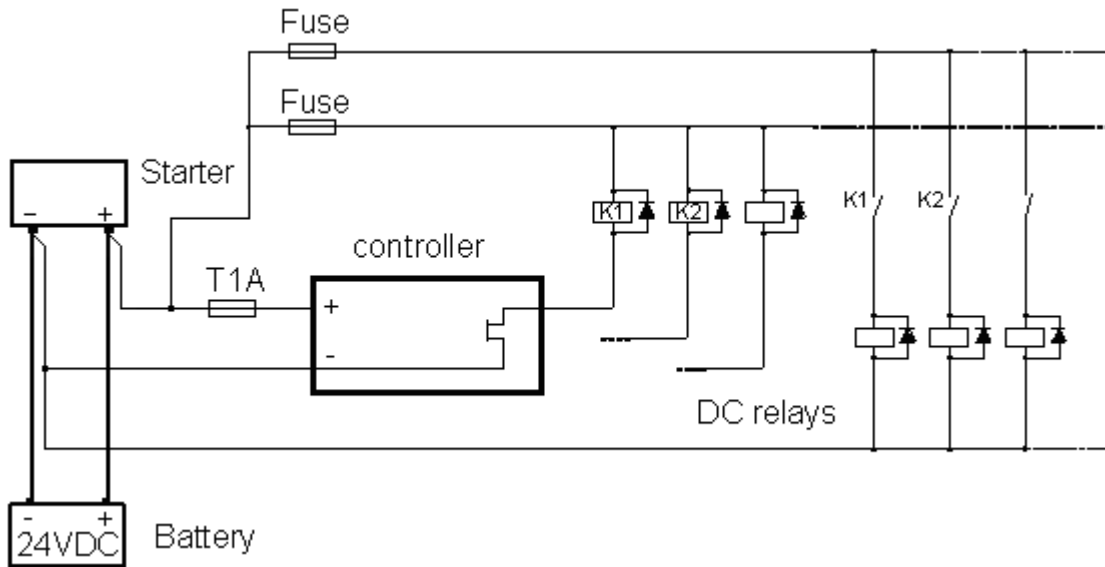 Fuse
Fuse
Starter
- +
K1 K2
K1 K2
controller
T1A
+
-
DC relays
- +
24VDC
Battery